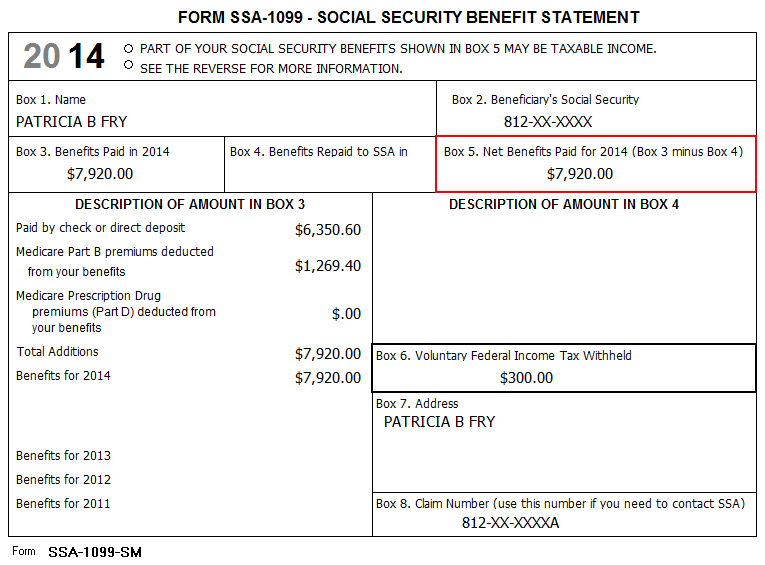 FORM SSA-1099 - SOCIAL SECURITY BENEFIT STATEMENT
2014
PART OF YOUR SOCIAL SECURITY BENEFITS SHOWN IN BOX 5 MAY BE TAXABLE INCOME.
SEE THE REVERSE FOR MORE INFORMATION.
Box 1. Name
PATRICIA B FRY
Box 2. Beneficiary's Social Security
812-XX-XXXX
Box 3. Benefits Paid in 2014
$7,920.00
Box 4. Benefits Repaid to SSA in
Box 5. Net Benefits Paid for 2014 (Box 3 minus Box 4)
$7,920.00
DESCRIPTION OF AMOUNT IN BOX 3
Paid by check or direct deposit $6,350.60
Medicare Part B premiums deducted
from your benefits $1,269.40
Medicare Prescription Drug
premiums (Part D) deducted from
your benefits $.00
Total Additions $7,920.00
Benefits for 2014 $7,920.00
Benefits for 2013
Benefits for 2012
Benefits for 2011
DESCRIPTION OF AMOUNT IN BOX 4
Box 6. Voluntary Federal Income Tax Withheld
$300.00
Box 7. Address
PATRICIA B FRY
Box 8. Claim Number (use this number if you need to contact SSA)
812-XX-XXXXA
Form SSA-1099-SM